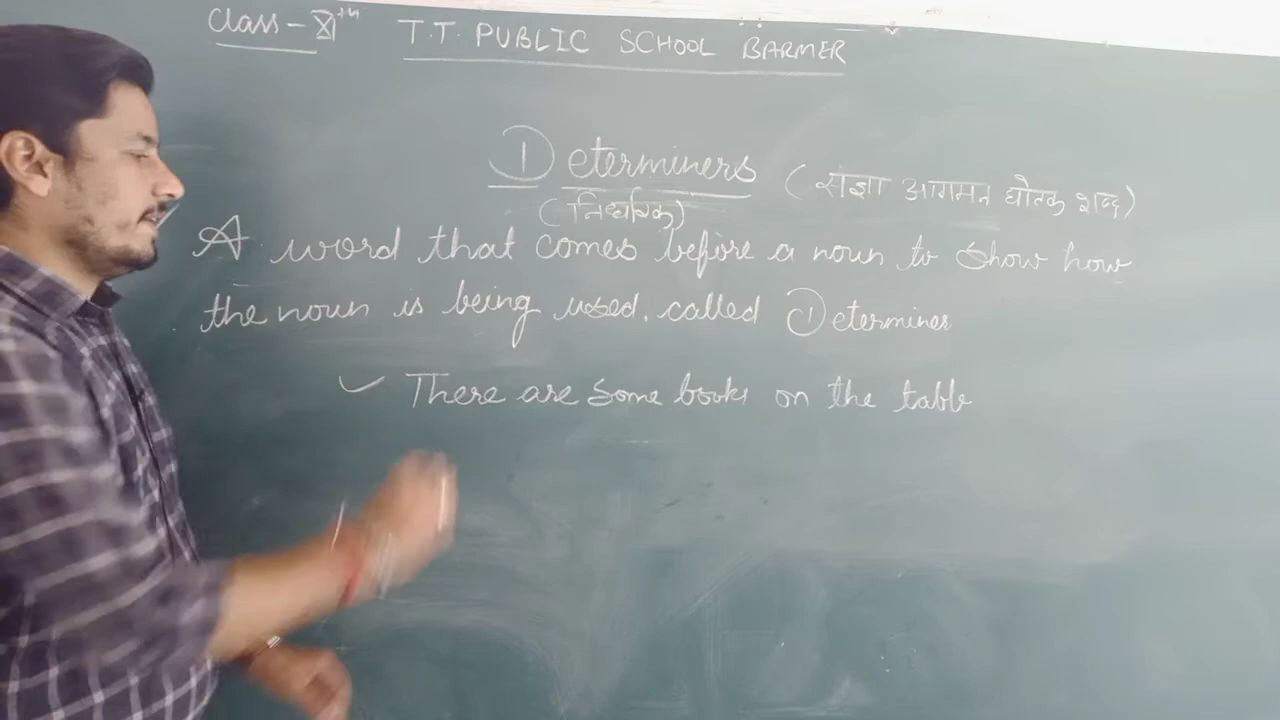 Class - XIth T.T. PUBLIC SCHOOL BARMER
Determiners (संज्ञा आगमन घोतक शब्द)
(निर्धारक)
A word that comes before a noun to show how
the noun is being used. called Determiner
✓ There are some books on the table